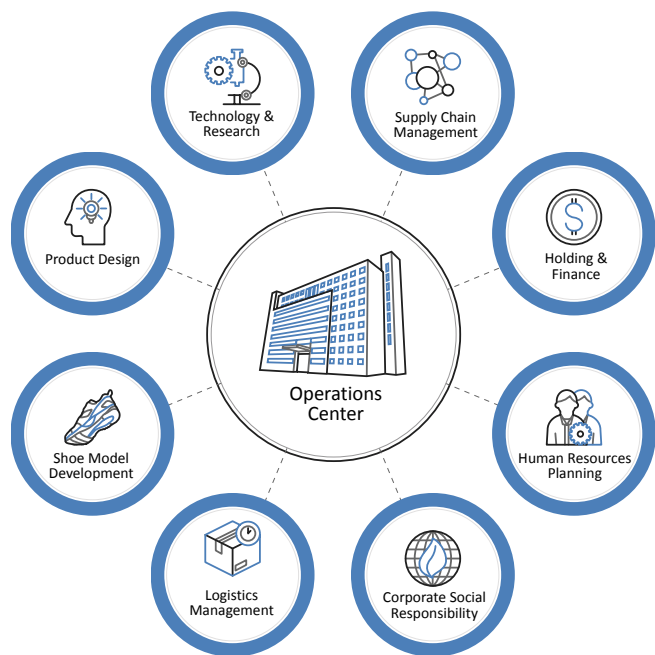 Technology &
Research
Supply Chain
Management
Product Design
Holding &
Finance
Operations
Center
Shoe Model
Development
Human Resources
Planning
Logistics
Management
Corporate Social
Responsibility